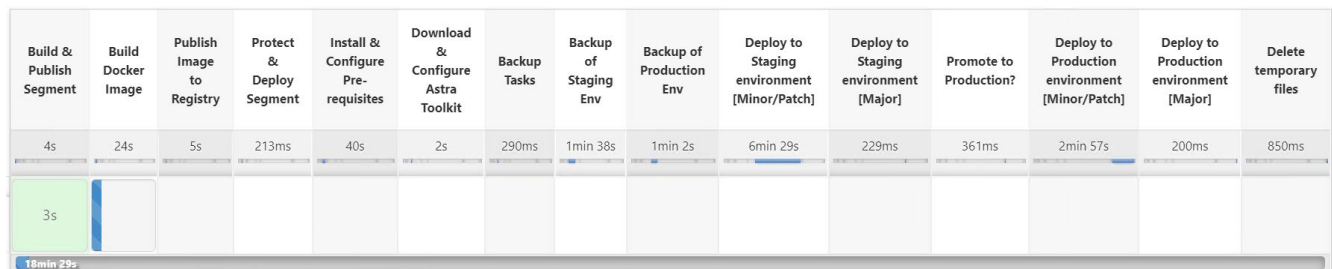 Build &
Publish
Segment
Build
Docker
Image
Publish
Image
to
Registry
Protect
&
Deploy
Segment
Install &
Configure
Pre-
requisites
Download
&
Configure
Astra
Toolkit
Backup
Tasks
Backup
of
Staging
Env
Backup of
Production
Env
Deploy to
Staging
environment
[Minor/Patch]
Deploy to
Staging
environment
[Major]
Promote to
Production?
Deploy to
Production
environment
[Minor/Patch]
Deploy to
Production
environment
[Major]
Delete
temporary
files
4s
24s
5s
213ms
40s
2s
290ms
1min 38s
1min 2s
6min 29s
229ms
361ms
2min 57s
200ms
850ms
3s
18min 29s